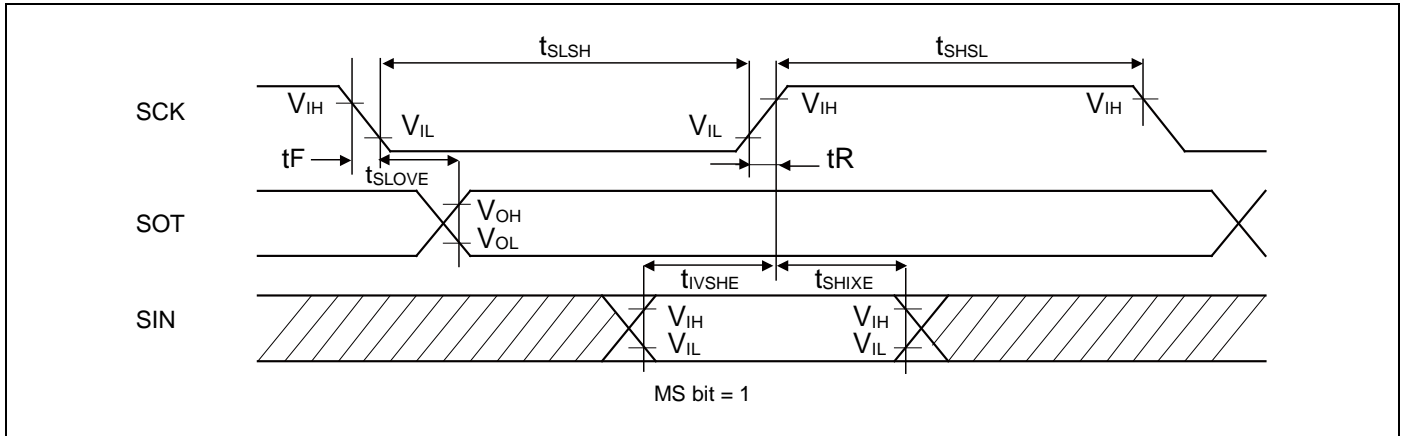 tSLSH
tSHSL
SCK
VIH
VIL
VIL
VIH
VIH
tF
tSLOVE
tR
SOT
VOH
VOL
tIVSHE
tSHIXE
SIN
VIH
VIL
VIH
VIL
MS bit = 1